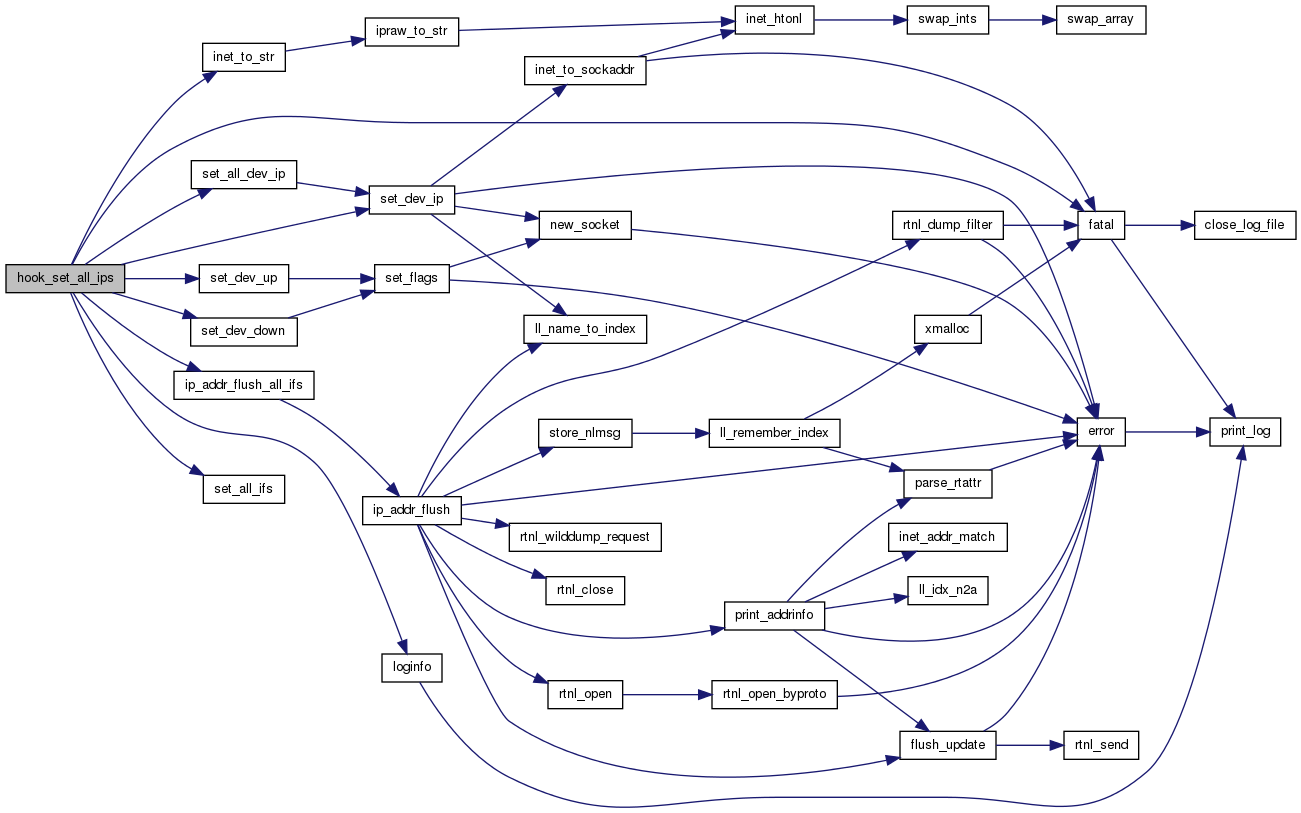 inet_htonl
swap_ints
swap_array
ipraw_to_str
inet_to_str
inet_to_sockaddr
set_all_dev_ip
set_dev_ip
new_socket
rtnl_dump_filter
fatal
close_log_file
hook_set_all_ips
set_dev_up
set_flags
set_dev_down
ll_name_to_index
xmalloc
ip_addr_flush_all_ifs
store_nlmsg
ll_remember_index
error
print_log
set_all_ifs
parse_rtattr
ip_addr_flush
rtnl_wilddump_request
inet_addr_match
rtnl_close
ll_idx_n2a
print_addrinfo
loginfo
rtnl_open
rtnl_open_byproto
flush_update
rtnl_send